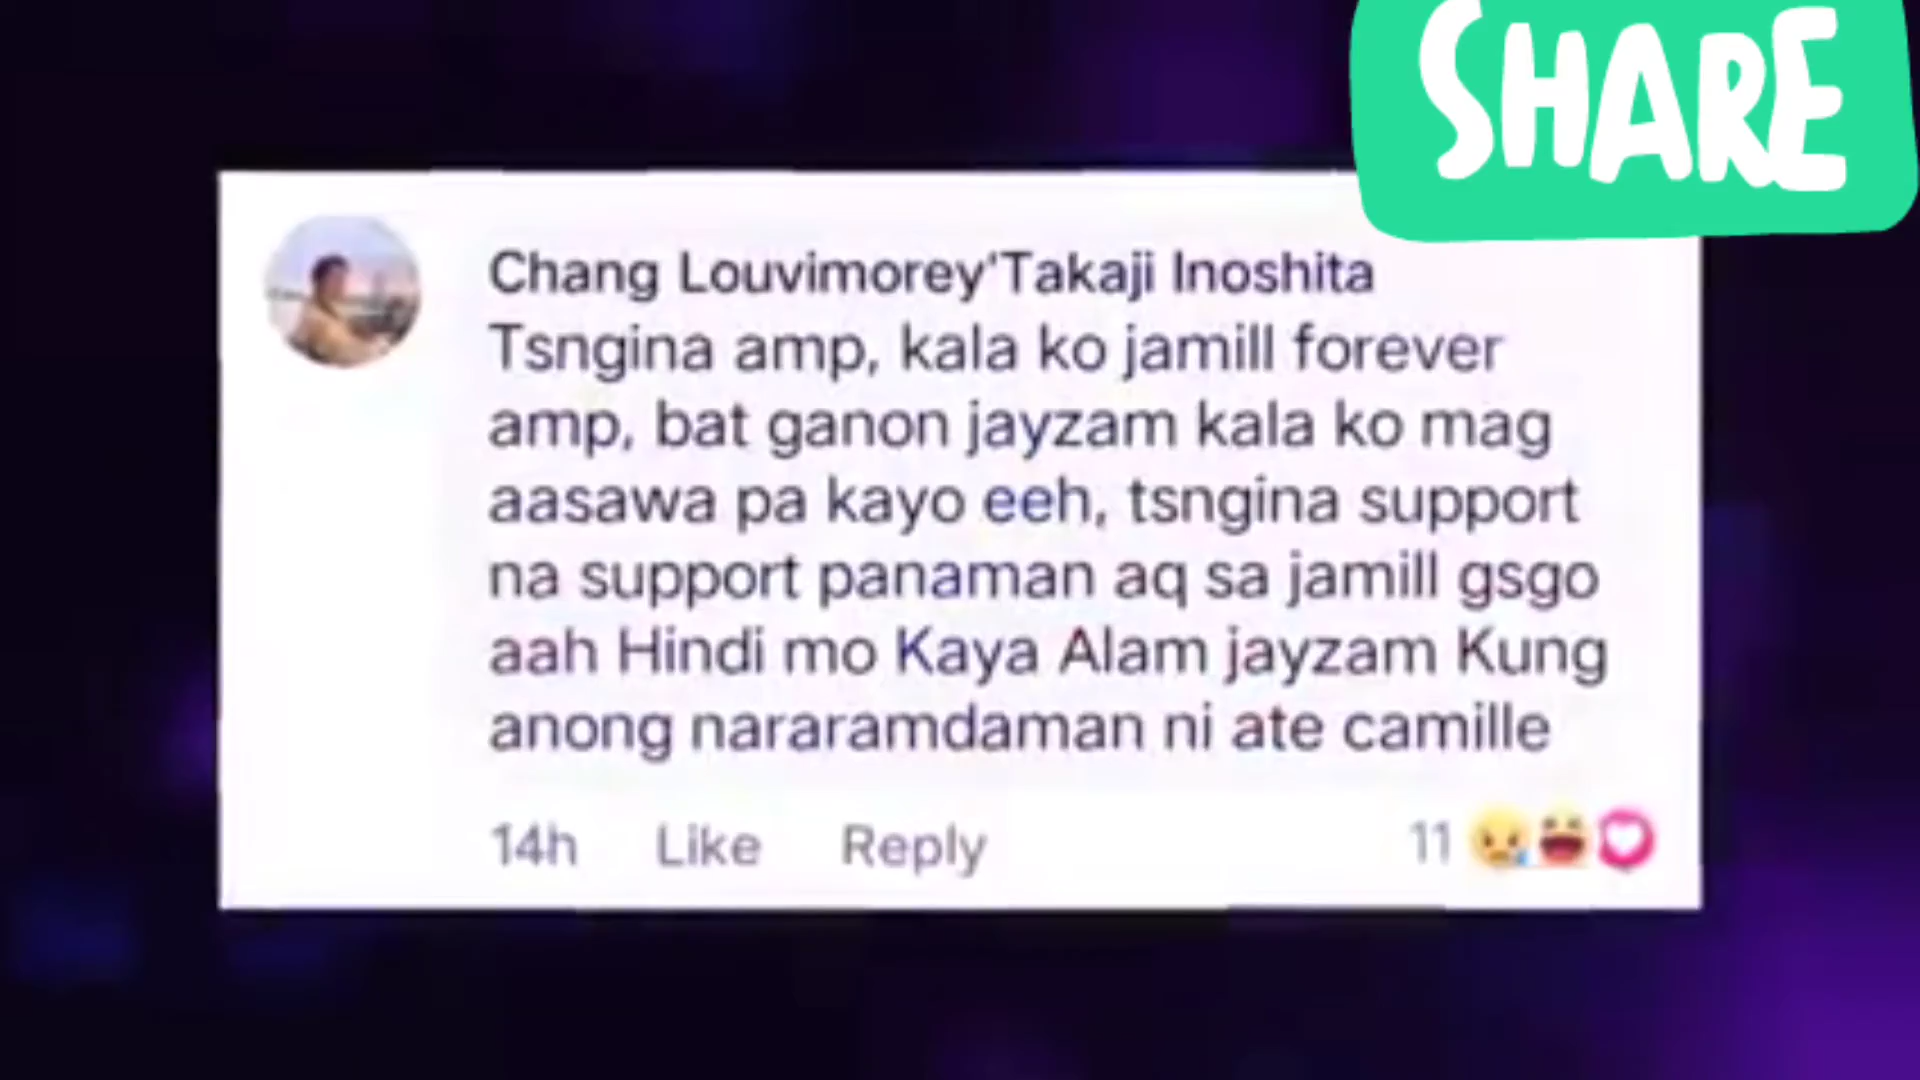 SHARE
Chang Louvimorey'Takaji Inoshita
Tsngina amp, kala ko jamill forever
amp, bat ganon jayzam kala ko mag
aasawa pa kayo eeh, tsngina support
na support panaman aq sa jamill gsgo
aah Hindi mo Kaya Alam jayzam Kung
anong nararamdaman ni ate camille
14h Like Reply 11